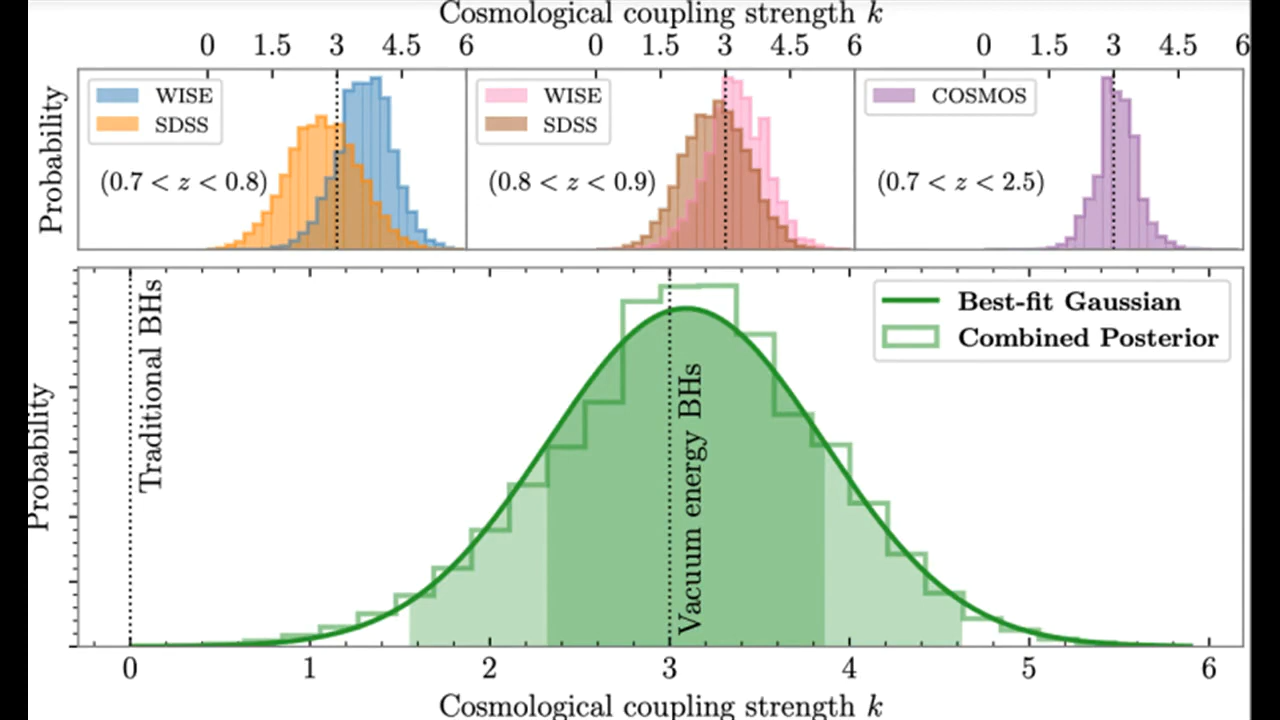 Cosmological coupling strength k
0 1.5 3 4.5 6 0 1.5 3 4.5 6 0 1.5 3 4.5 6
Probability
WISE
SDSS
(0.7 < z < 0.8)
WISE
SDSS
(0.8 < z < 0.9)
COSMOS
(0.7 < z < 2.5)
Probability
Traditional BHs
Vacuum energy BHs
Best-fit Gaussian
Combined Posterior
0 1 2 3 4 5 6
Cosmological coupling strength k